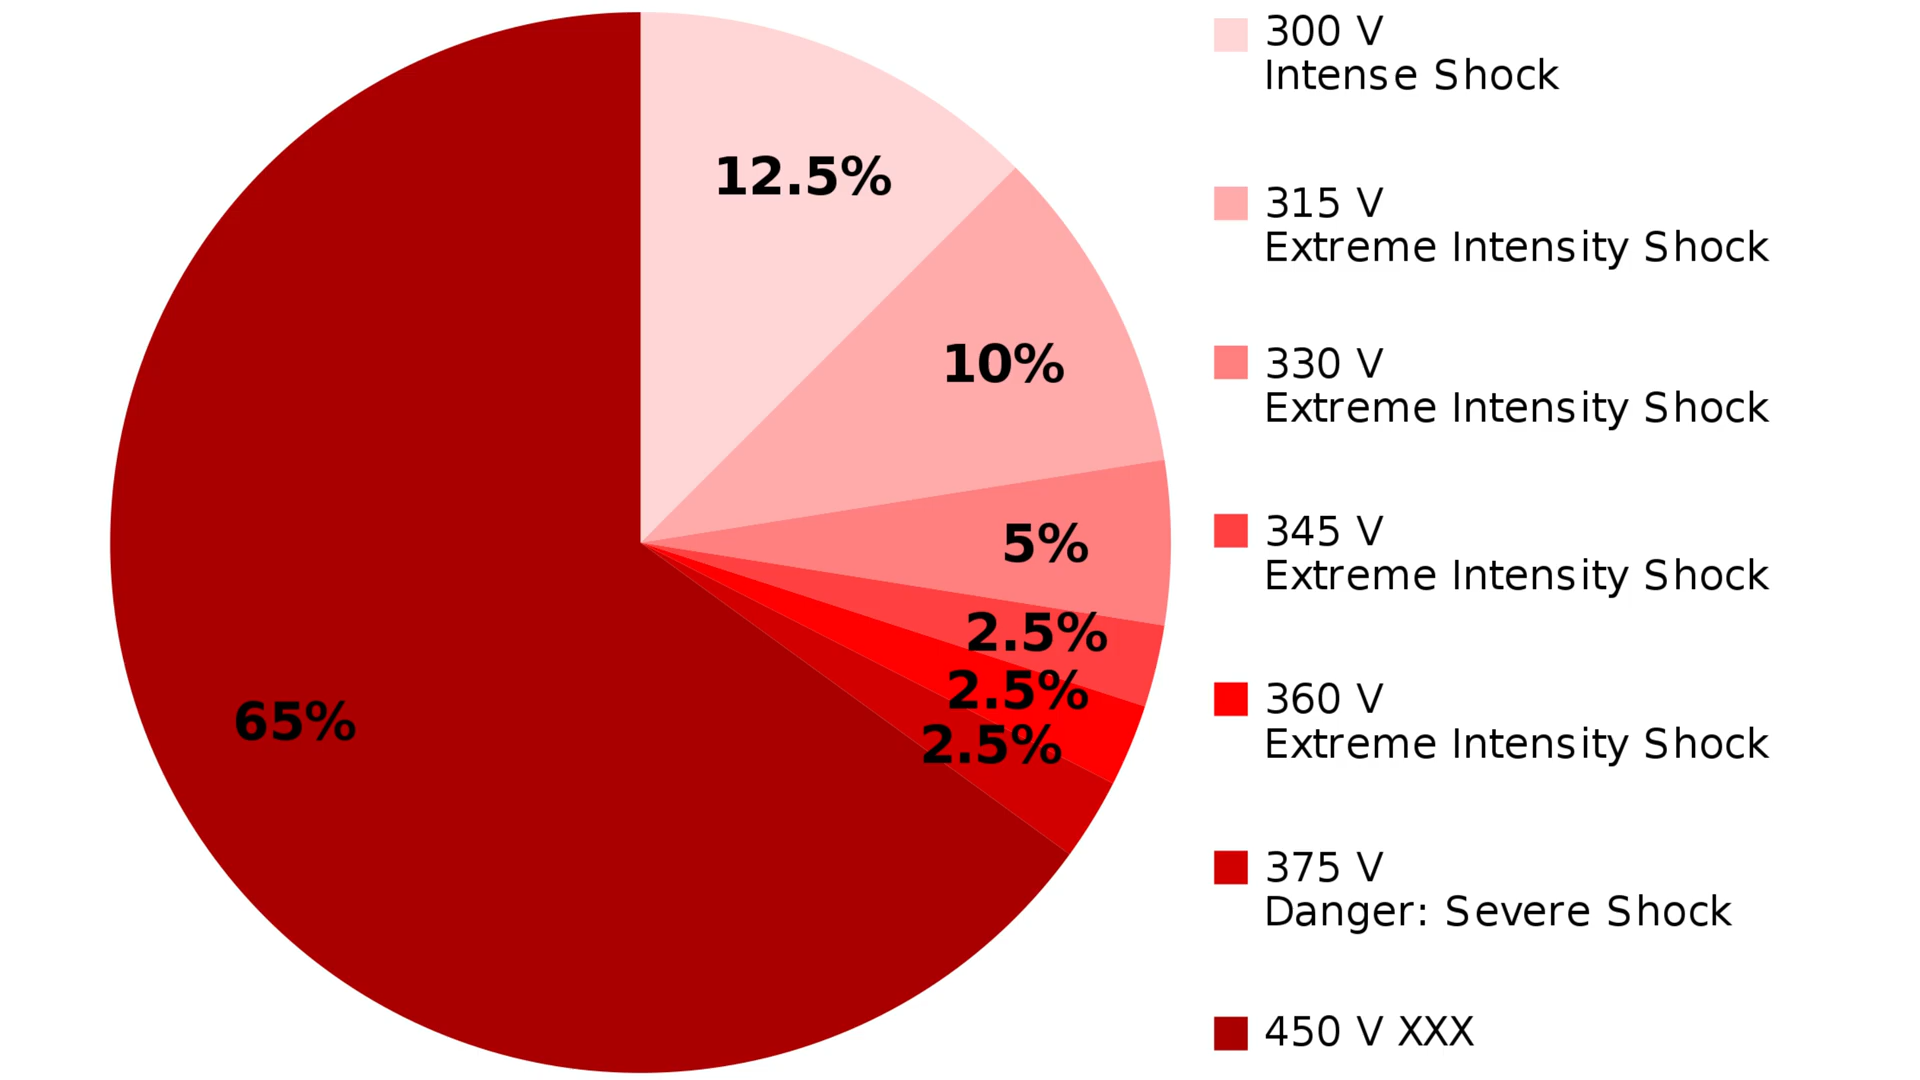 12.5%
10%
5%
2.5%
2.5%
2.5%
65%
300 V
Intense Shock
315 V
Extreme Intensity Shock
330 V
Extreme Intensity Shock
345 V
Extreme Intensity Shock
360 V
Extreme Intensity Shock
375 V
Danger: Severe Shock
450 V XXX